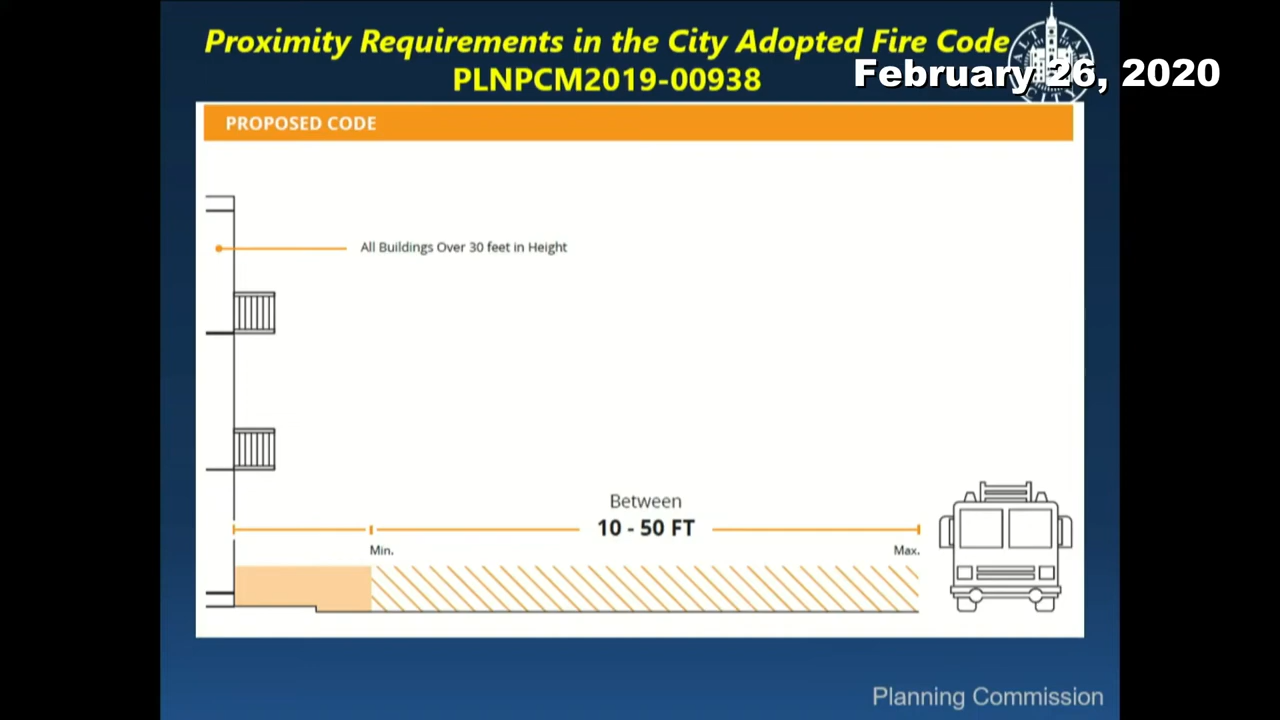 Proximity Requirements in the City Adopted Fire Code
PLNPCM2019-00938
February 26, 2020
PROPOSED CODE
All Buildings Over 30 feet in Height
Between
10 - 50 FT
Min.
Max.
Planning Commission